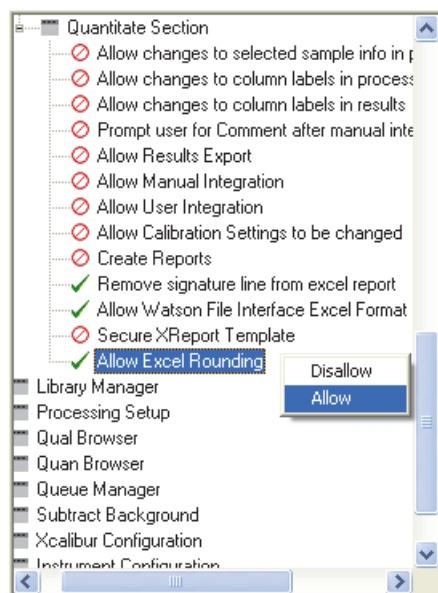 Quantitate Section
Allow changes to selected sample info in
Allow changes to column labels in process
Allow changes to column labels in results
Prompt user for Comment after manual inte
Allow Results Export
Allow Manual Integration
Allow User Integration
Allow Calibration Settings to be changed
Create Reports
Remove signature line from excel report
Allow Watson File Interface Excel Format
Secure XReport Template
Allow Excel Rounding
Disallow
Allow
Library Manager
Processing Setup
Qual Browser
Quan Browser
Queue Manager
Subtract Background
Xcalibur Configuration
Instrument Configuration